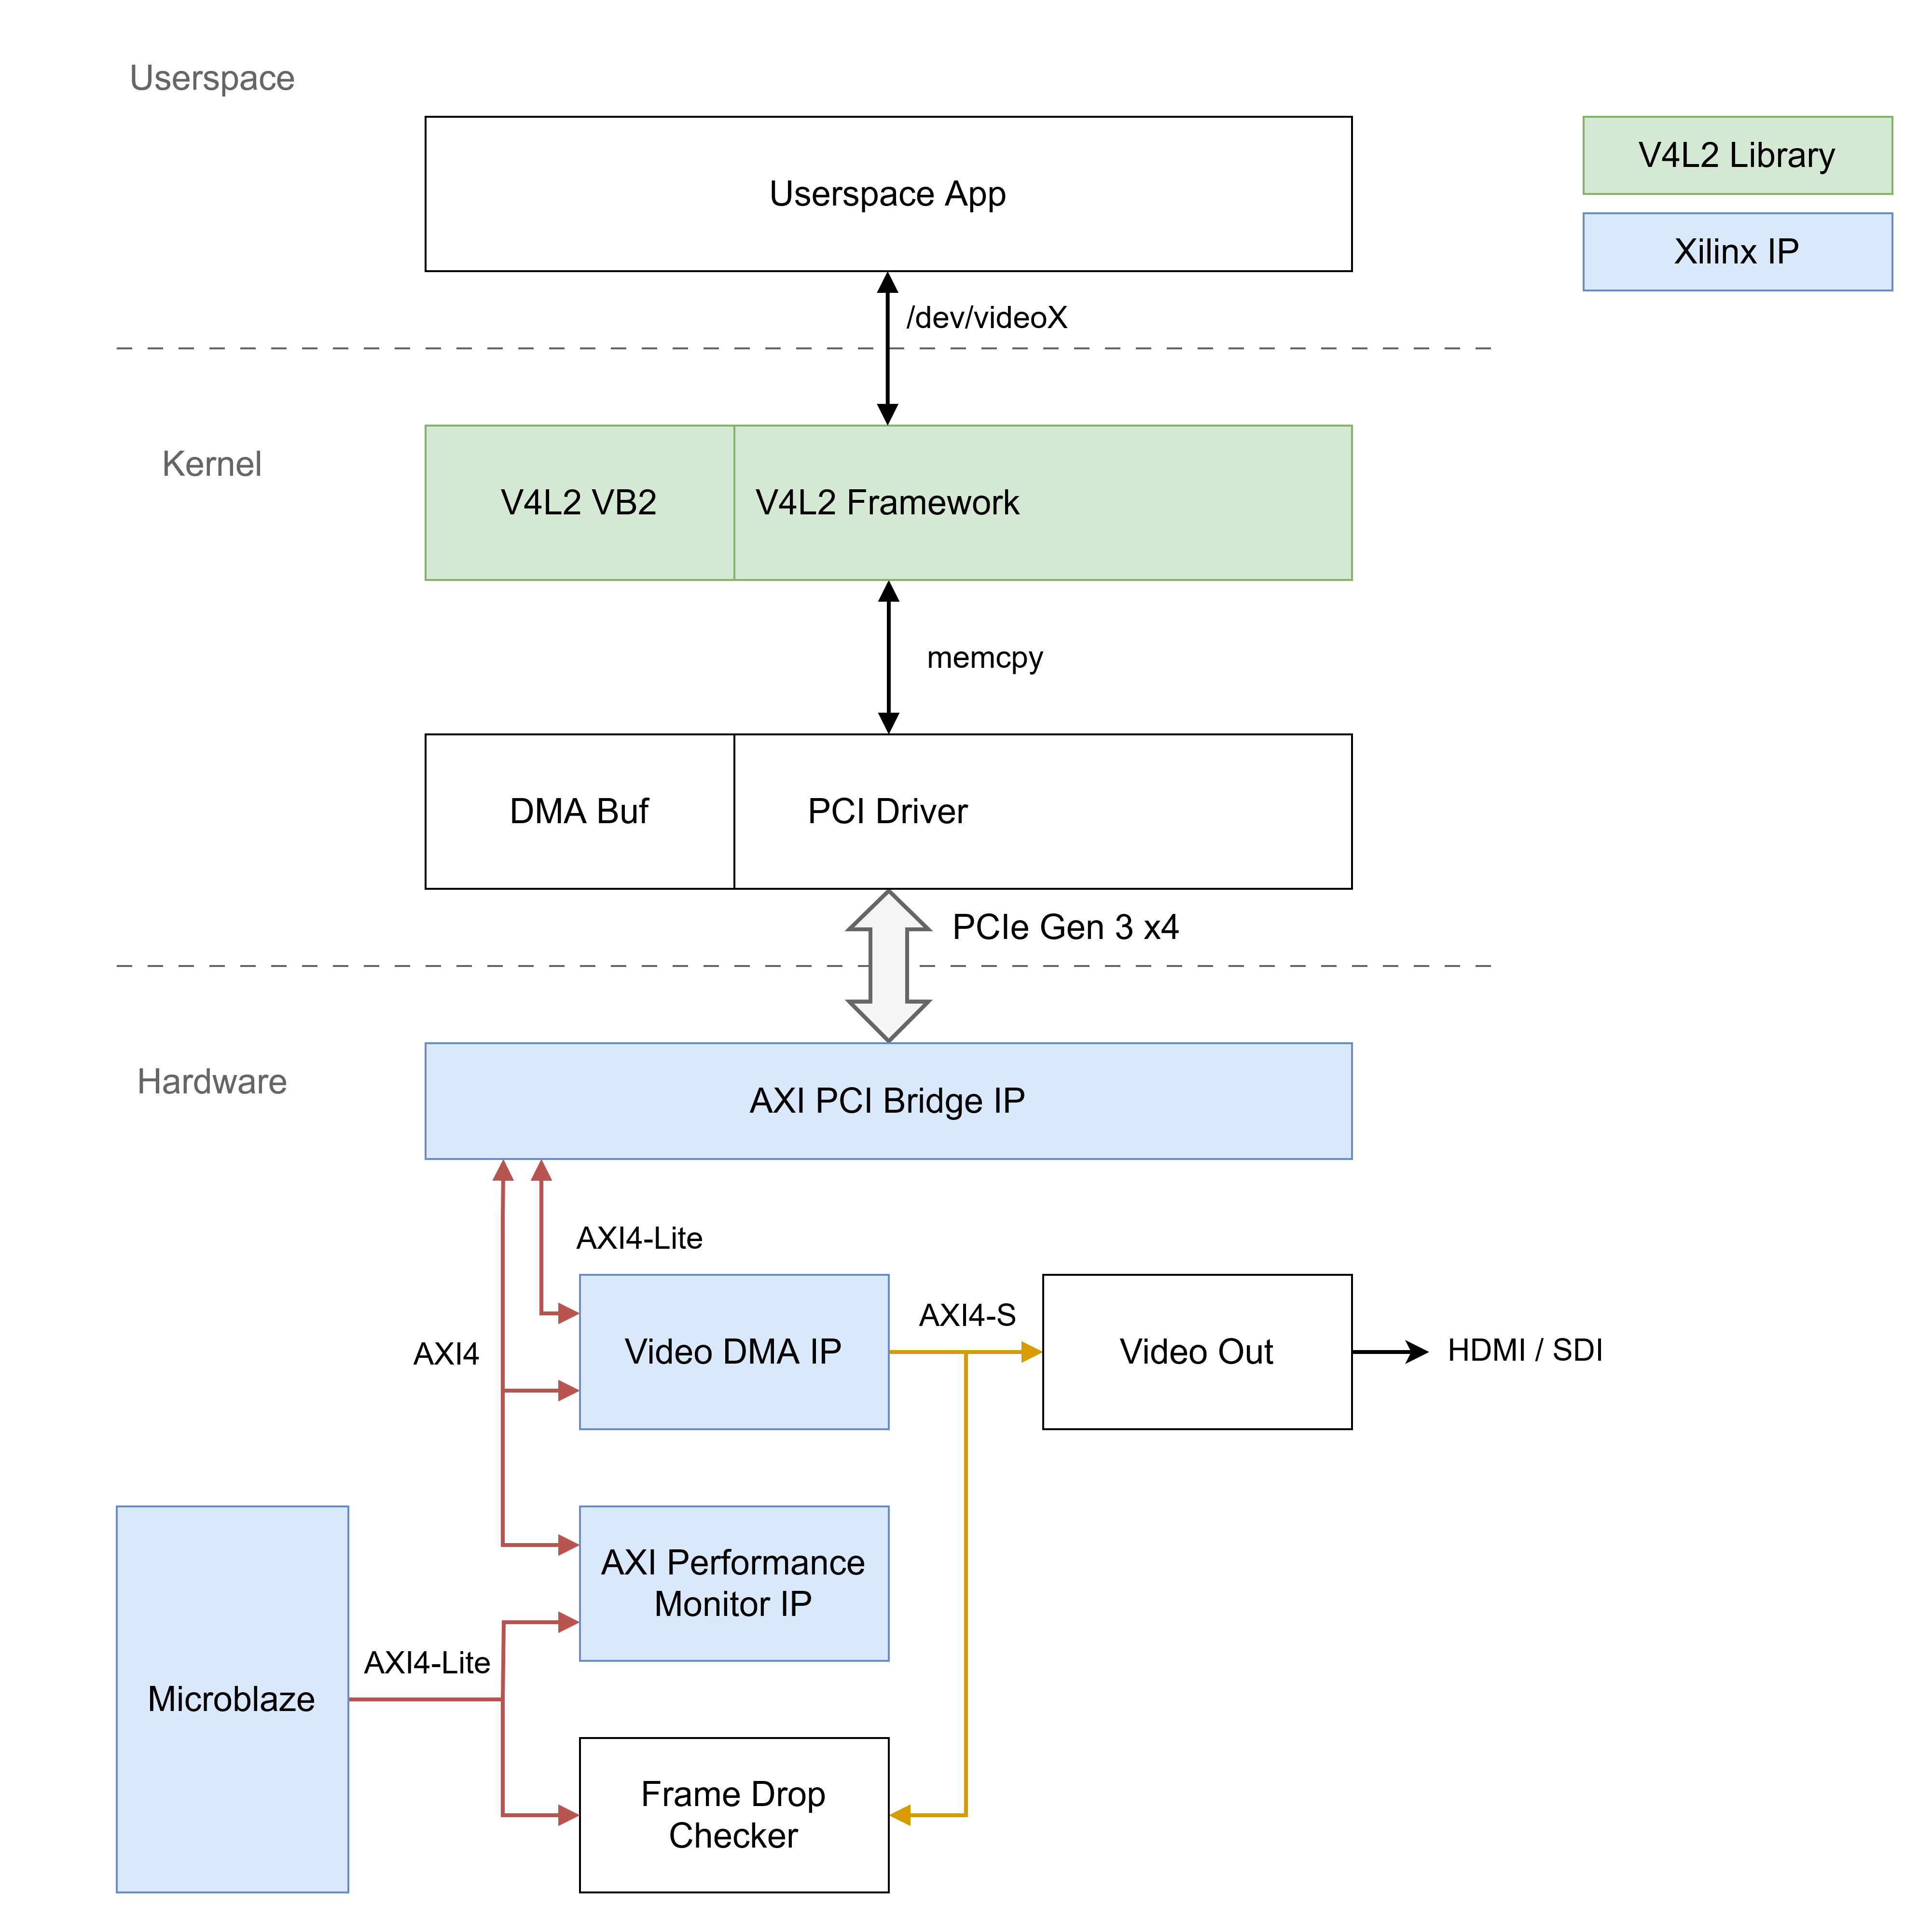 Userspace
Userspace App
V4L2 Library
Xilinx IP
/dev/videoX
Kernel
V4L2 VB2
V4L2 Framework
memcpy
DMA Buf
PCI Driver
PCIe Gen 3 x4
Hardware
AXI PCI Bridge IP
AXI4-Lite
AXI4
Video DMA IP
AXI4-S
Video Out
HDMI / SDI
AXI Performance
Monitor IP
AXI4-Lite
Microblaze
Frame Drop
Checker